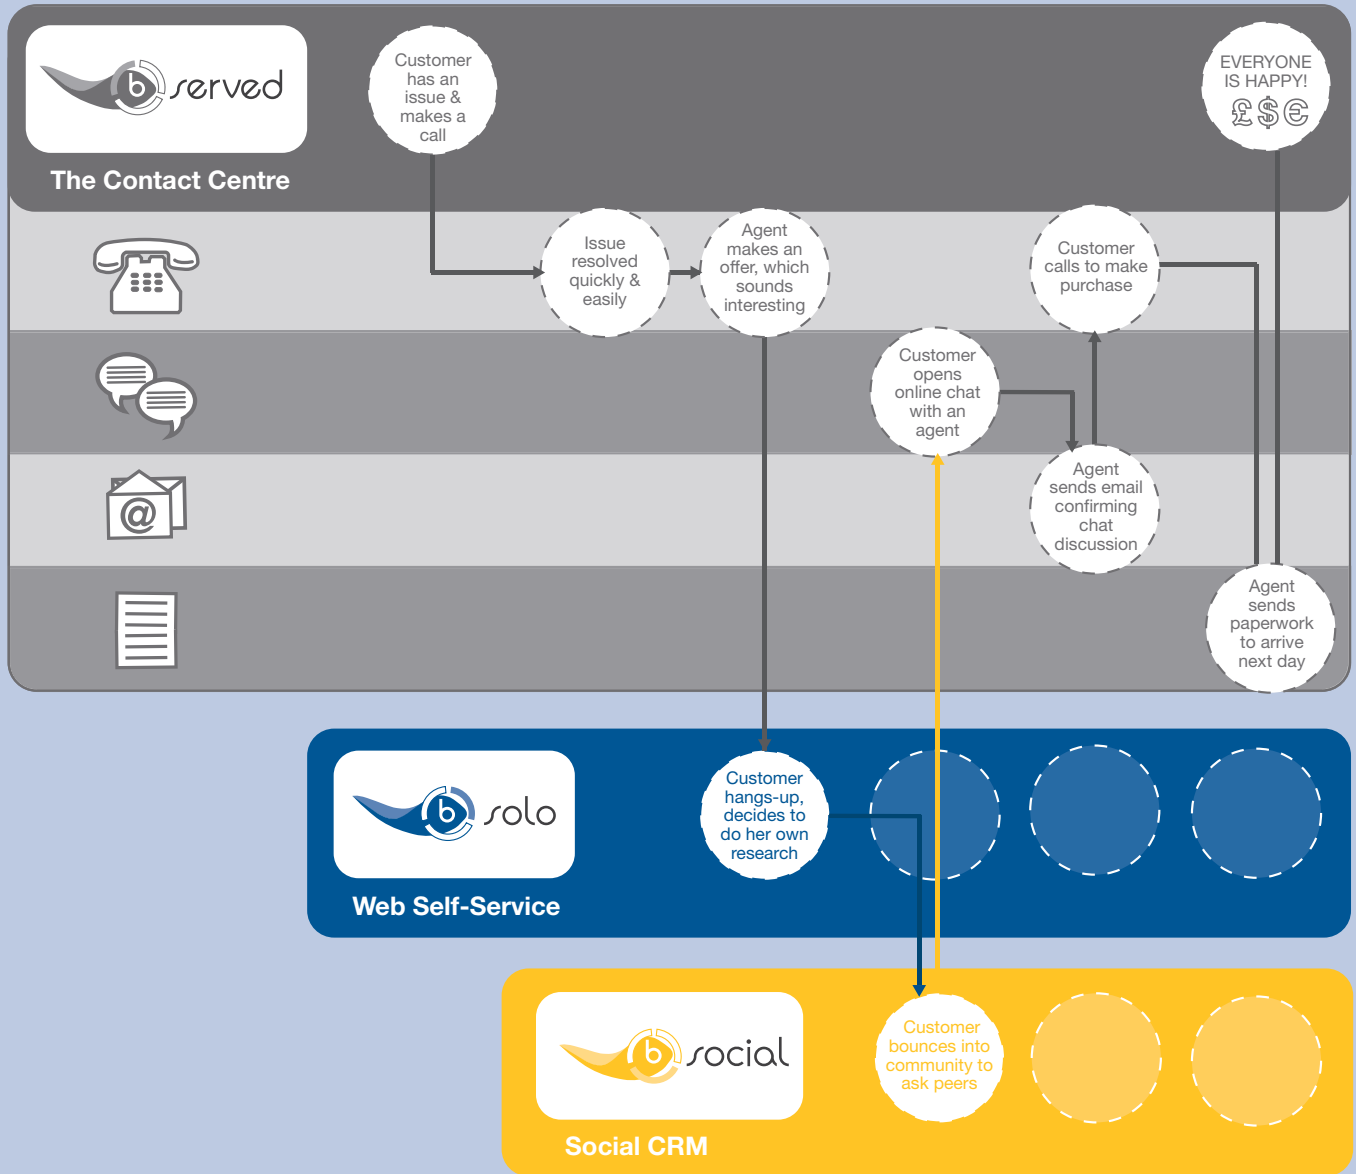 b served
The Contact Centre
Customer
has an
issue &
makes a
call
EVERYONE
IS HAPPY!
£$€
Issue
resolved
quickly &
easily
Agent
makes an
offer, which
sounds
interesting
Customer
calls to make
purchase
Customer
opens
online chat
with an
agent
@
Agent
sends email
confirming
chat
discussion
Agent
sends
paperwork
to arrive
next day
b solo
Web Self-Service
Customer
hangs-up,
decides to
do her own
research
b social
Social CRM
Customer
bounces into
community to
ask peers